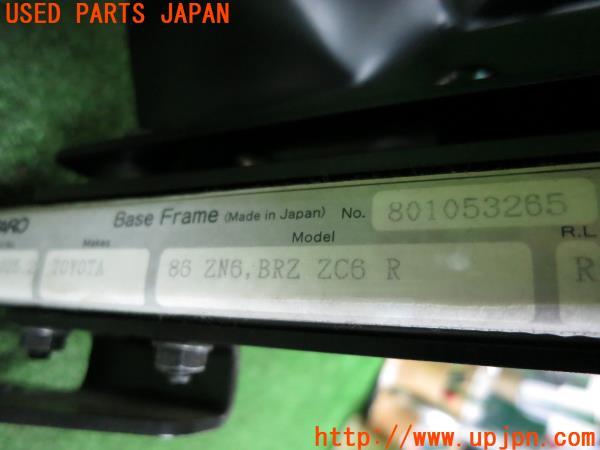 USED PARTS JAPAN
Base Frame (Made in Japan) No. 801053265
Makes Model R.L
TOYOTA 86 ZN6,BRZ ZC6 R R
http://www.upjpn.com